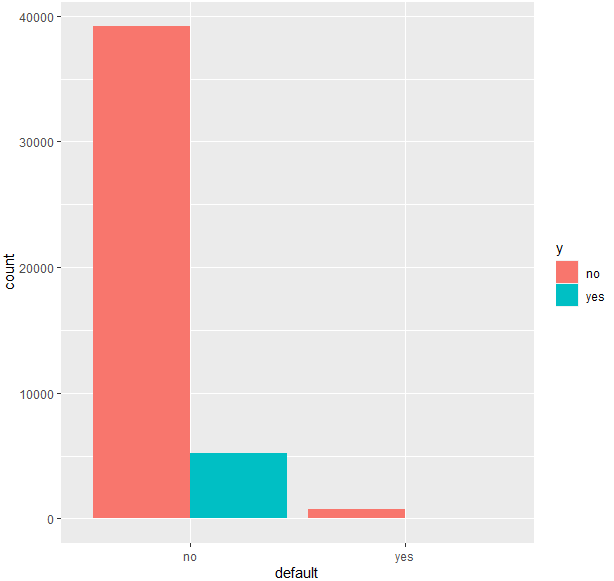 40000
30000
20000
10000
0
count
no
yes
default
y
no
yes